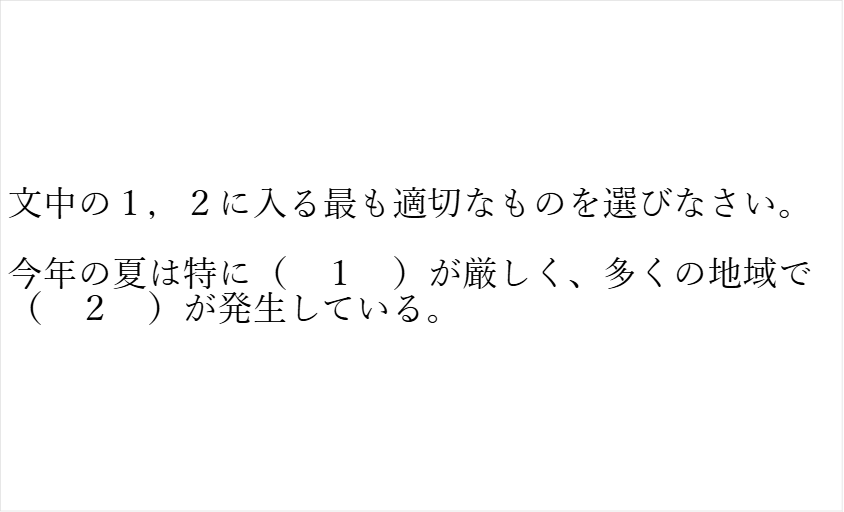 文中の１，２に入る最も適切なものを選びなさい。
今年の夏は特に（　１　）が厳しく、多くの地域で
（　２　）が発生している。